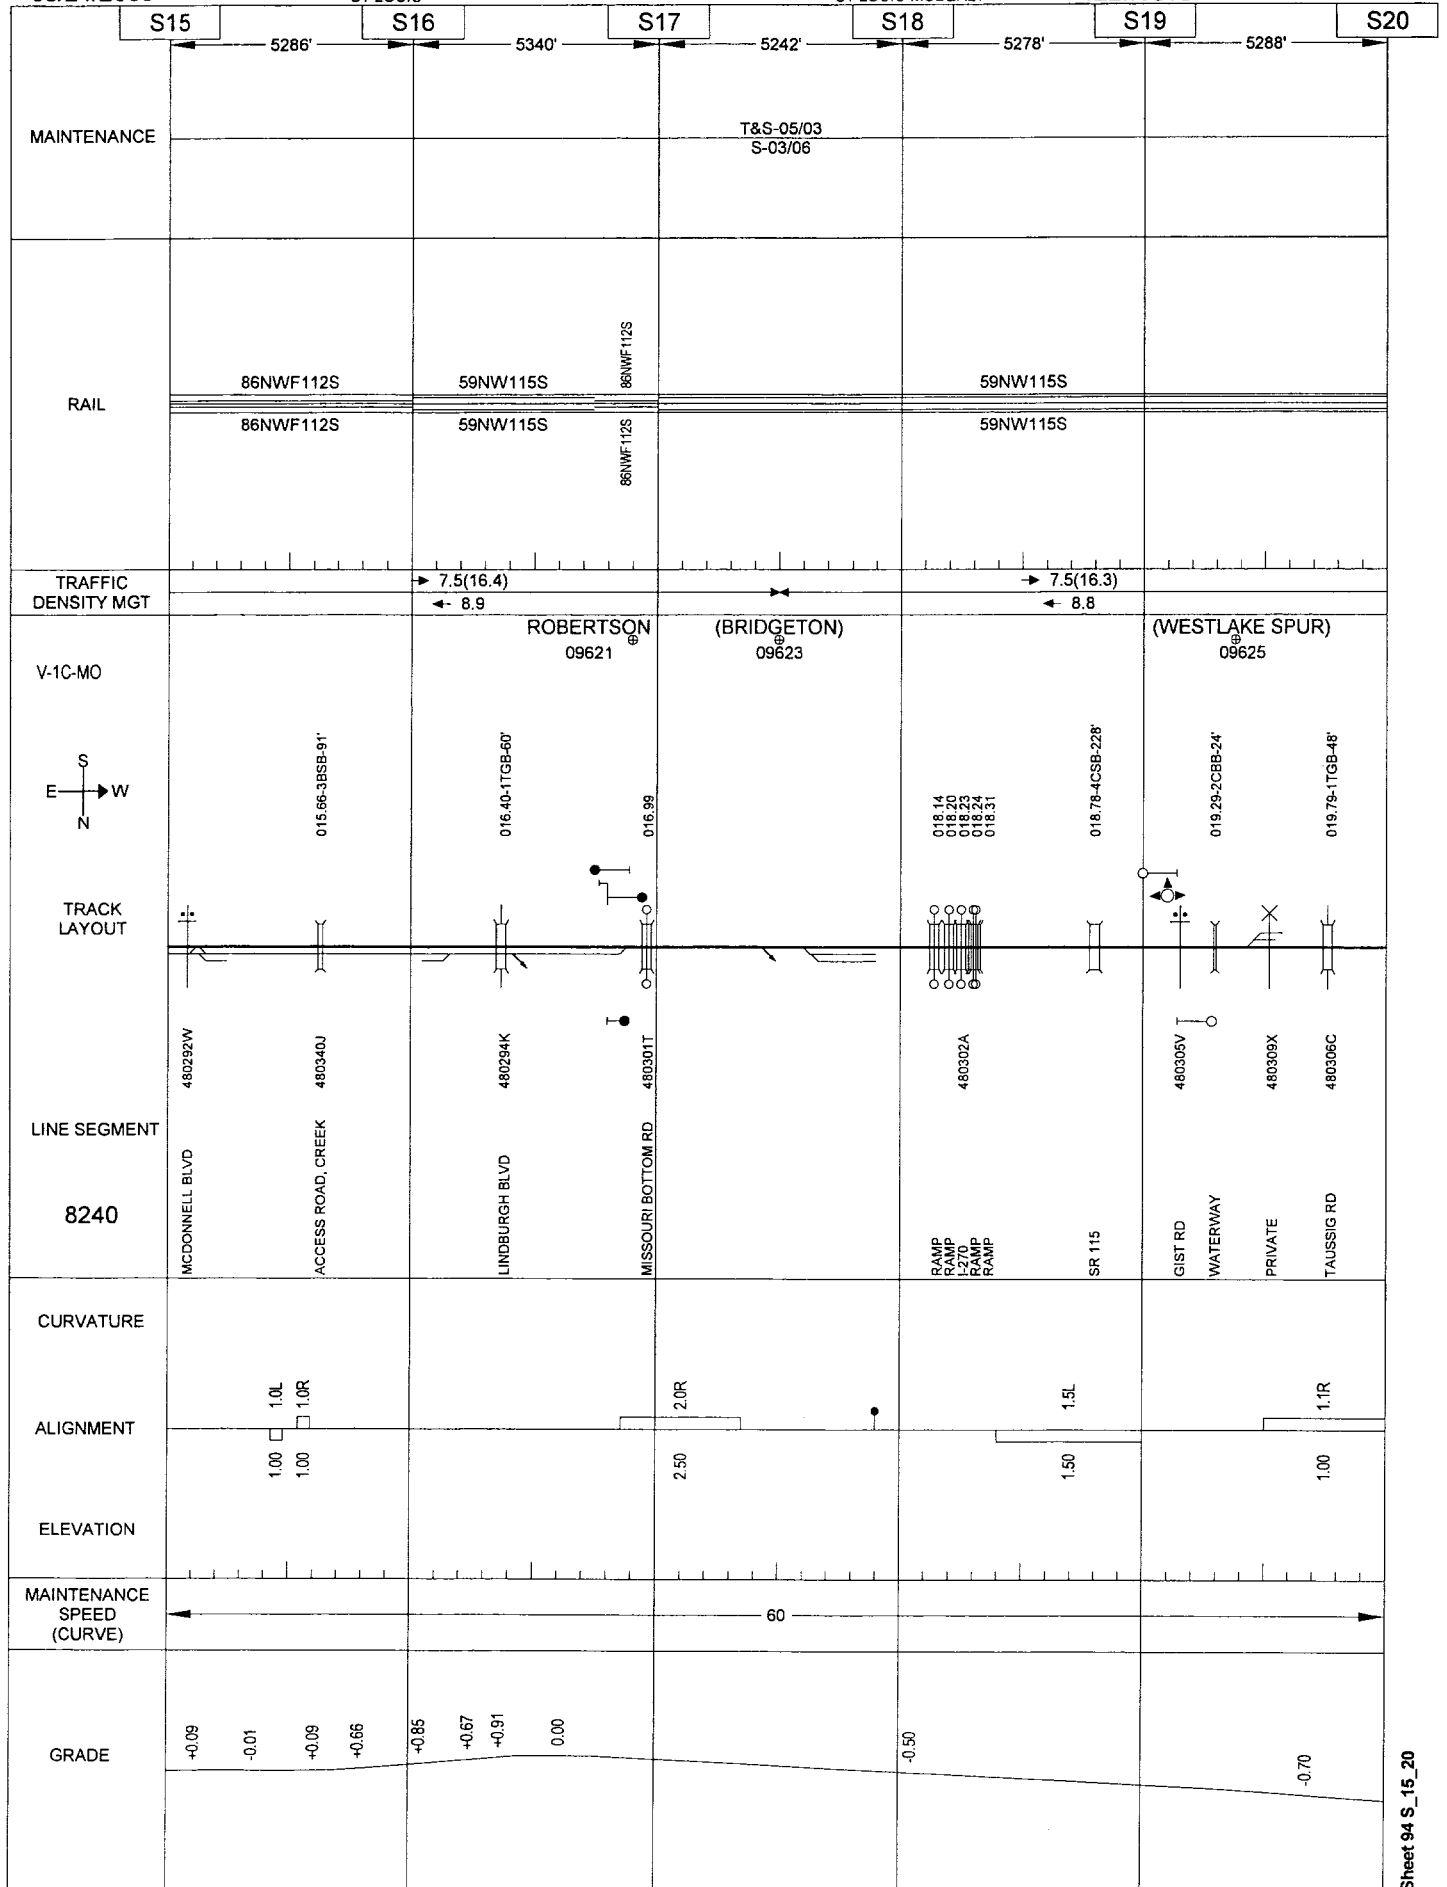 S15 S16 S17 S18 S19 S20
5286' 5340' 5242' 5278' 5288'
MAINTENANCE
T&S-05/03
S-03/06
RAIL
86NWF112S 59NW115S 86NWF112S 59NW115S
86NWF112S 59NW115S 86NWF112S 59NW115S
TRAFFIC
DENSITY MGT
7.5(16.4) 7.5(16.3)
8.9 8.8
ROBERTSON (BRIDGETON) (WESTLAKE SPUR)
09621 09623 09625
V-1C-MO
S
E W
N
015.66-3BSB-91'
016.40-1TGB-60'
016.99
018.14
018.20
018.23
018.24
018.31
018.78-4CSB-228'
019.29-2CBB-24'
019.79-1TGB-48'
TRACK
LAYOUT
480292W
480340J
480294K
480301T
480302A
480305V
480309X
480306C
LINE SEGMENT
8240
MCDONNELL BLVD
ACCESS ROAD, CREEK
LINDBURGH BLVD
MISSOURI BOTTOM RD
RAMP
RAMP
I-270
RAMP
RAMP
SR 115
GIST RD
WATERWAY
PRIVATE
TAUSSIG RD
CURVATURE
1.0L 1.0R 2.0R 1.5L 1.1R
ALIGNMENT
1.00 1.00 2.50 1.50 1.00
ELEVATION
MAINTENANCE
SPEED
(CURVE)
60
GRADE
+0.09 -0.01 +0.09 +0.66 +0.85 +0.67 +0.91 0.00 -0.50 -0.70
Sheet 94 S_15_20